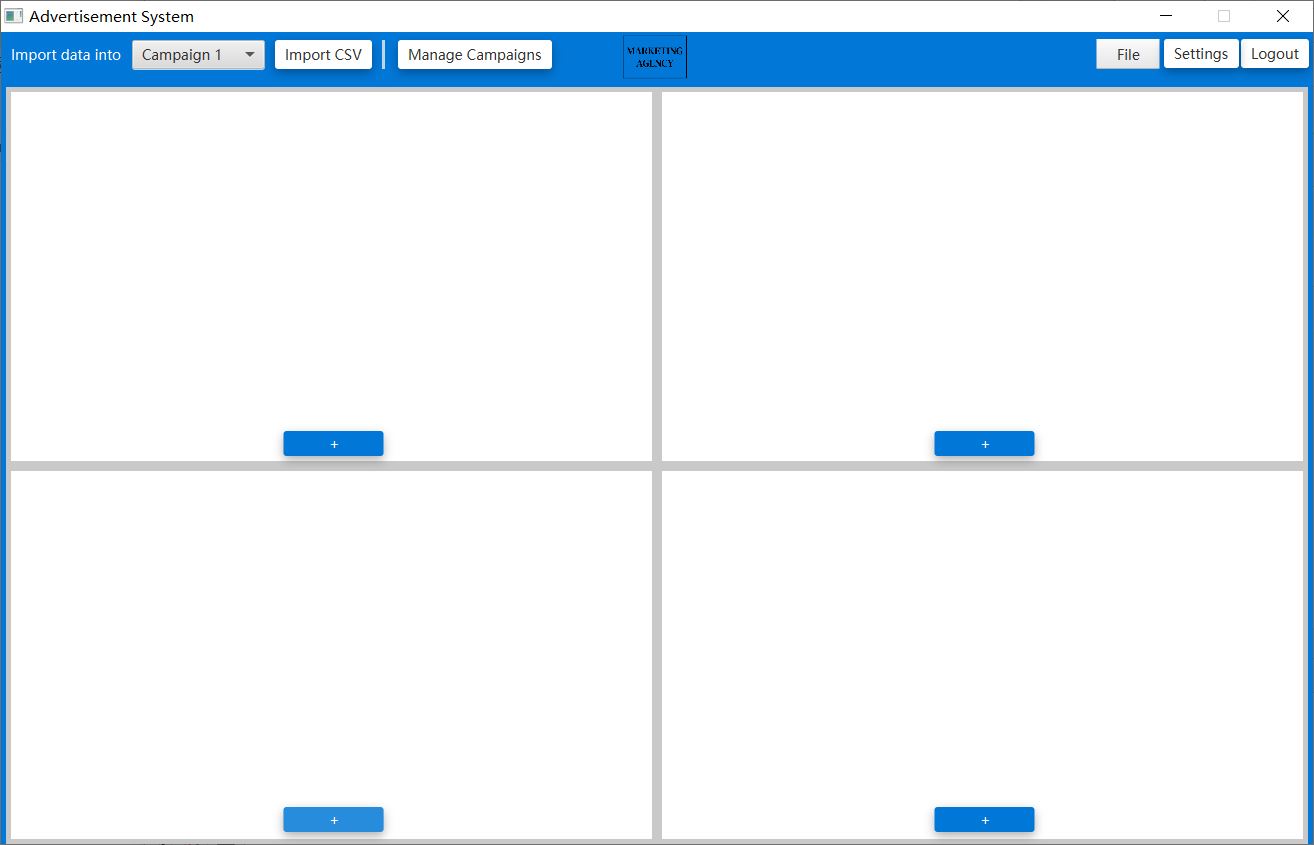 Advertisement System
Import data into Campaign 1 Import CSV Manage Campaigns
MARKETING
AGENCY
File Settings Logout
+ +
+ +